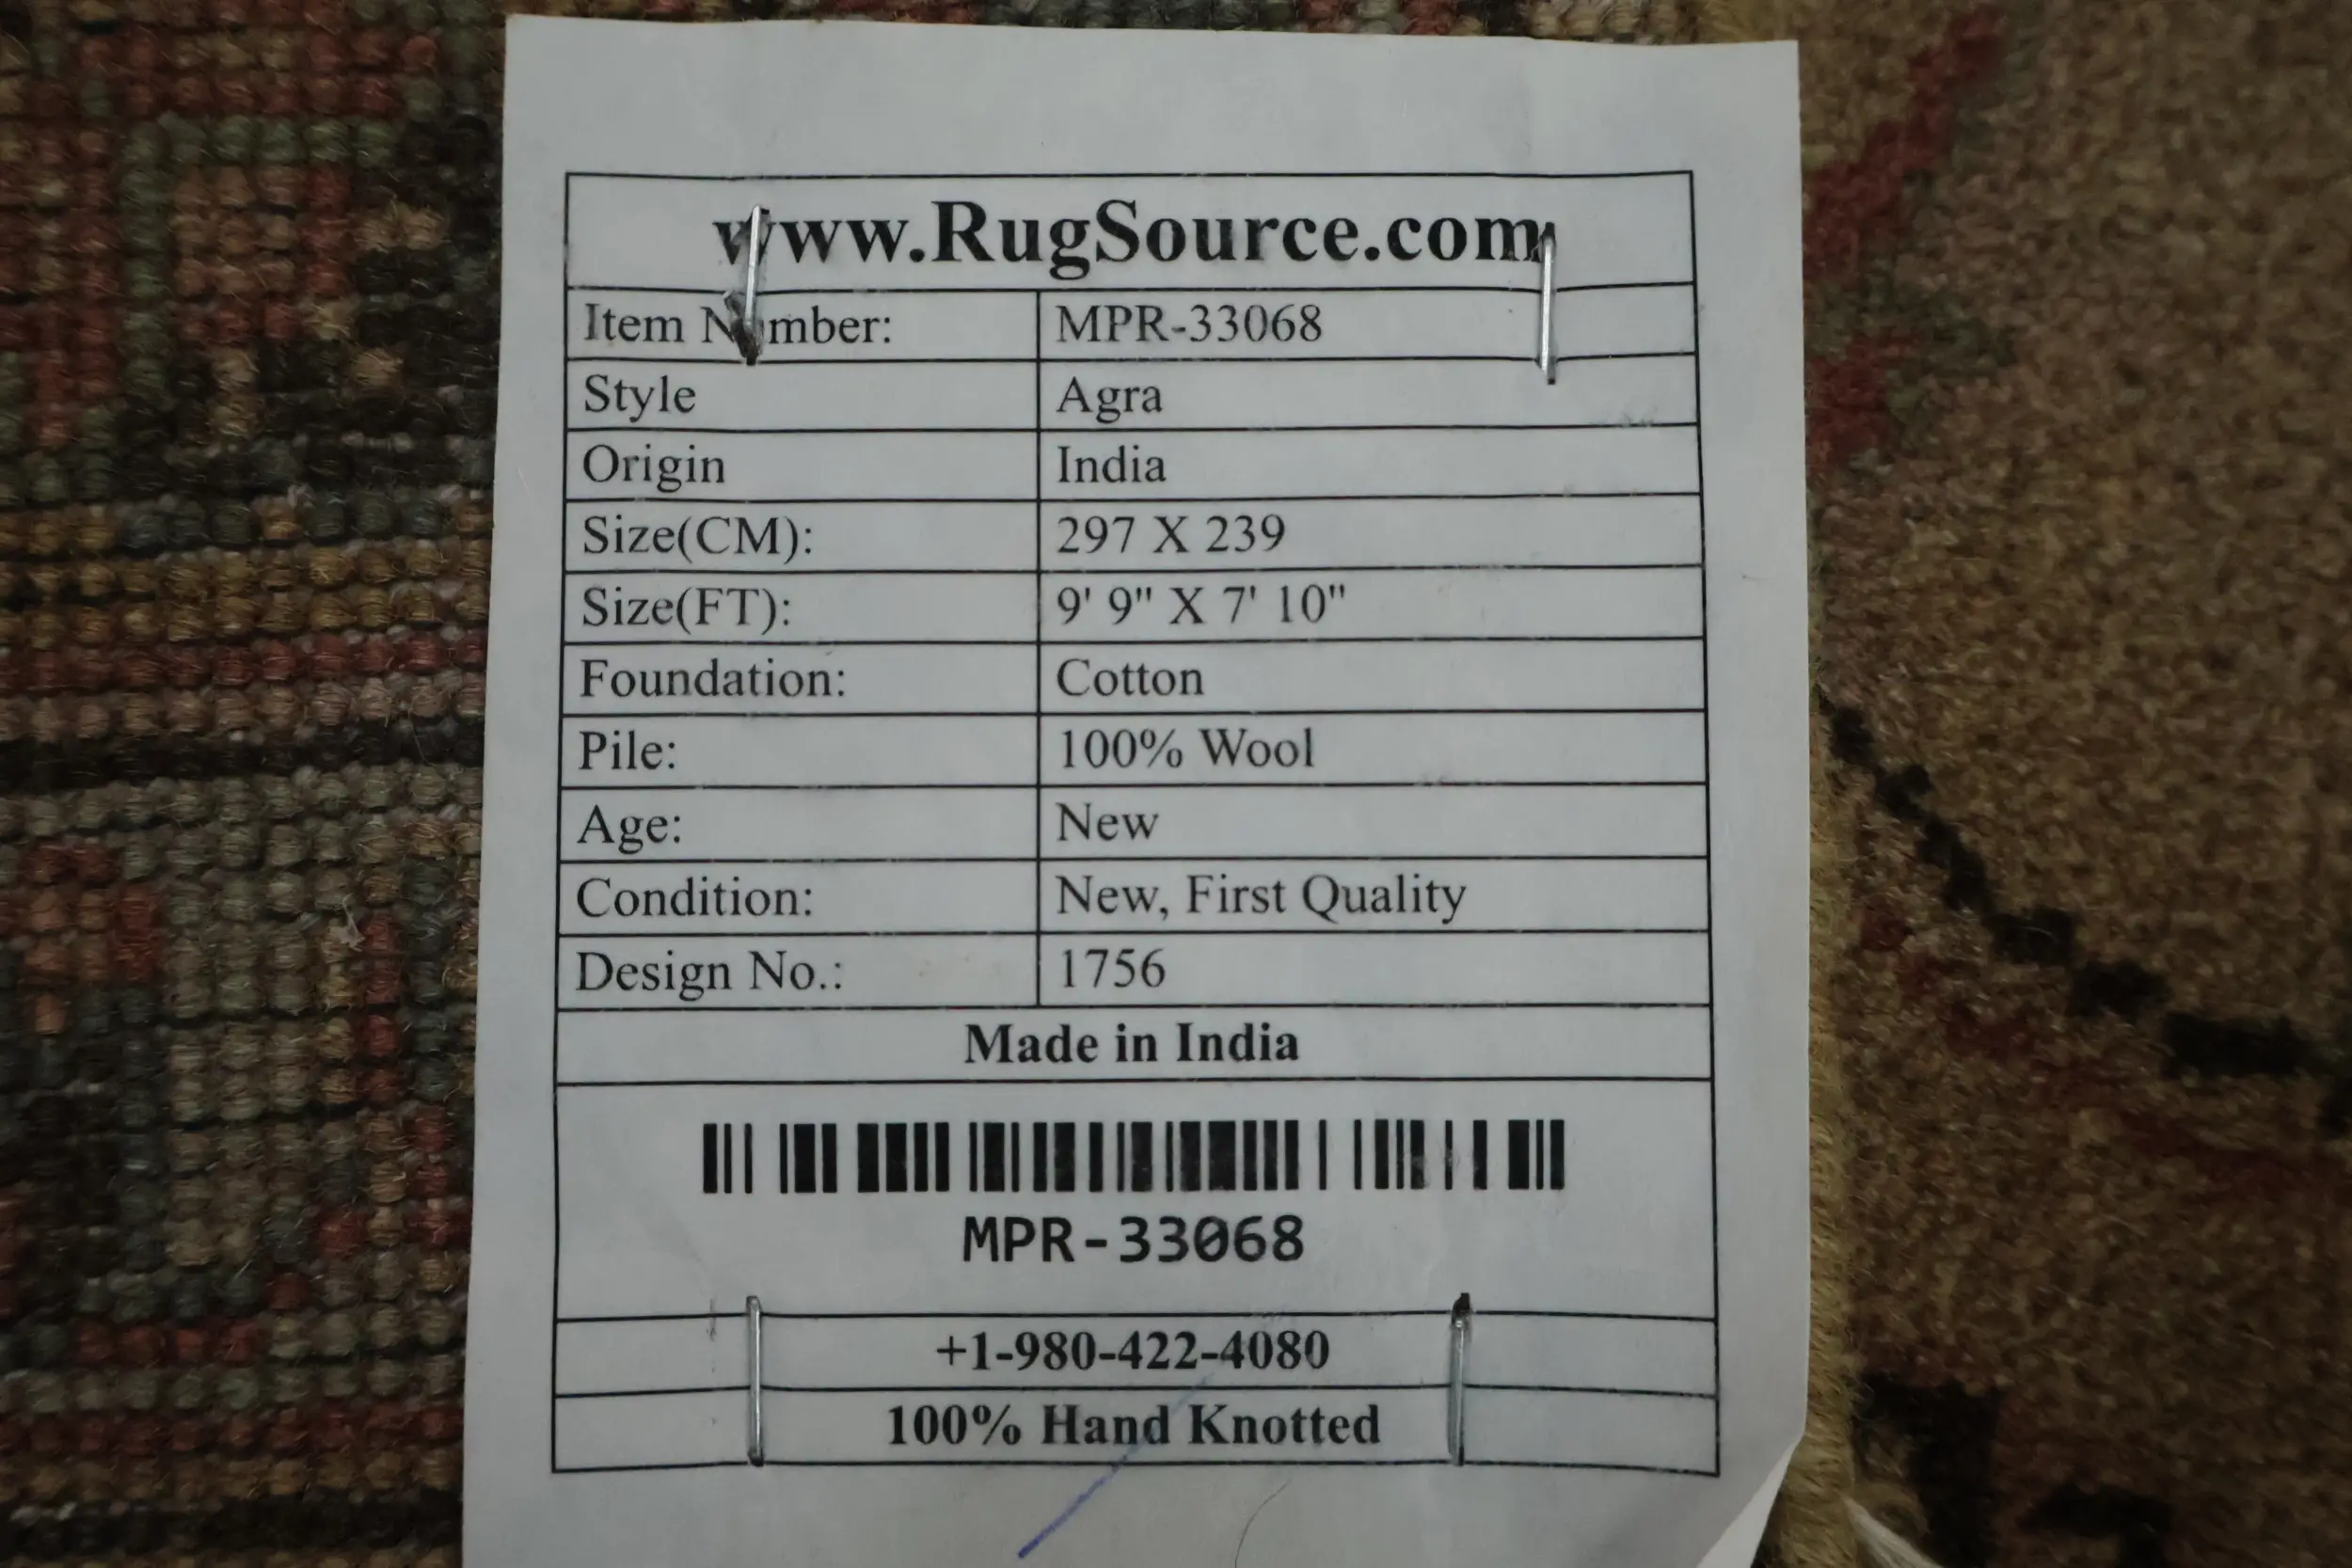 www.RugSource.com
Item Number: MPR-33068
Style Agra
Origin India
Size(CM): 297 X 239
Size(FT): 9' 9" X 7' 10"
Foundation: Cotton
Pile: 100% Wool
Age: New
Condition: New, First Quality
Design No.: 1756
Made in India
MPR-33068
+1-980-422-4080
100% Hand Knotted